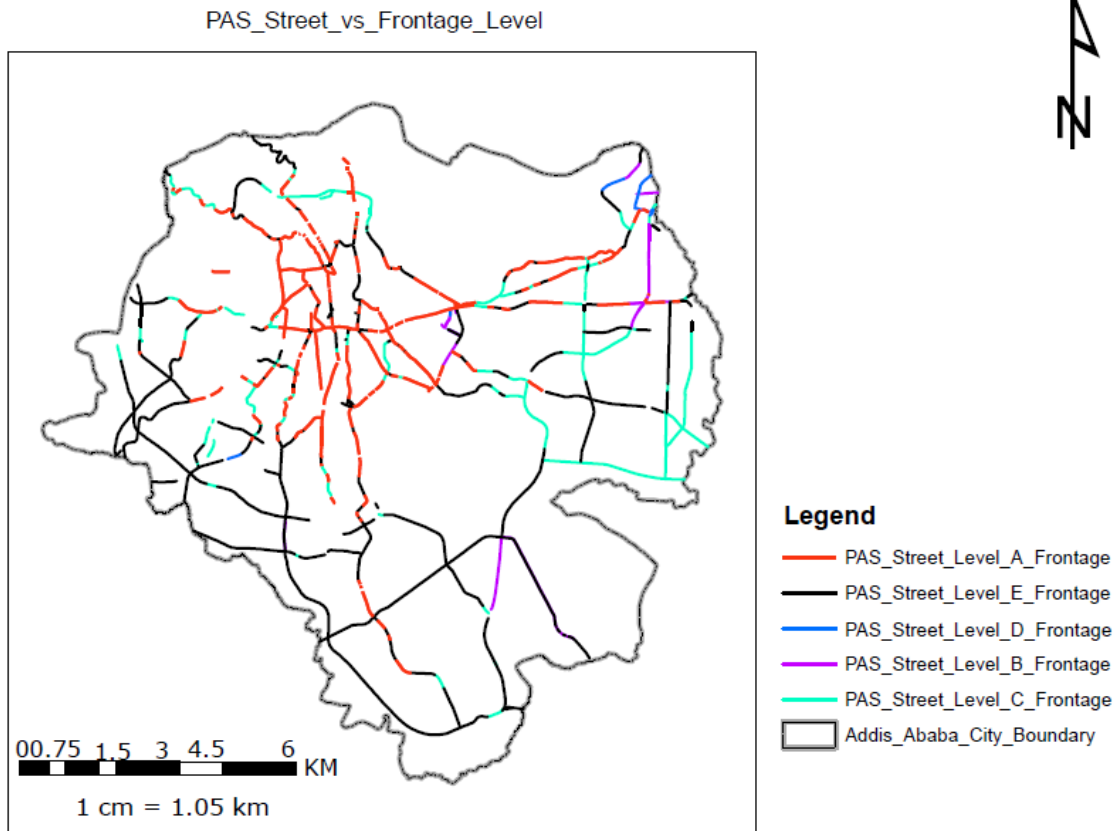 PAS_Street_vs_Frontage_Level
N
Legend
PAS_Street_Level_A_Frontage
PAS_Street_Level_E_Frontage
PAS_Street_Level_D_Frontage
PAS_Street_Level_B_Frontage
PAS_Street_Level_C_Frontage
Addis_Ababa_City_Boundary
00.75 1.5 3 4.5 6
KM
1 cm = 1.05 km